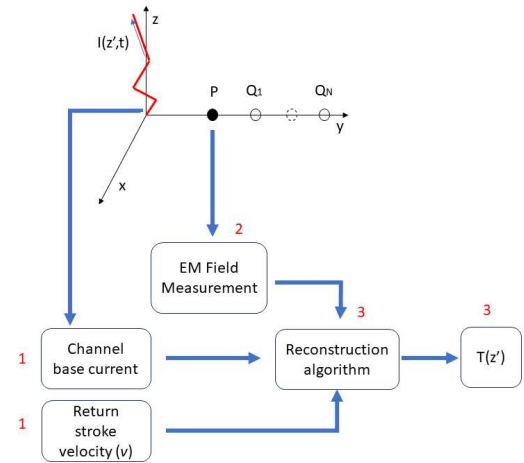 z
I(z',t)
P
Q1
QN
y
x
2
EM Field
Measurement
3
3
1
Channel
base current
Reconstruction
algorithm
T(z')
1
Return
stroke
velocity (v)